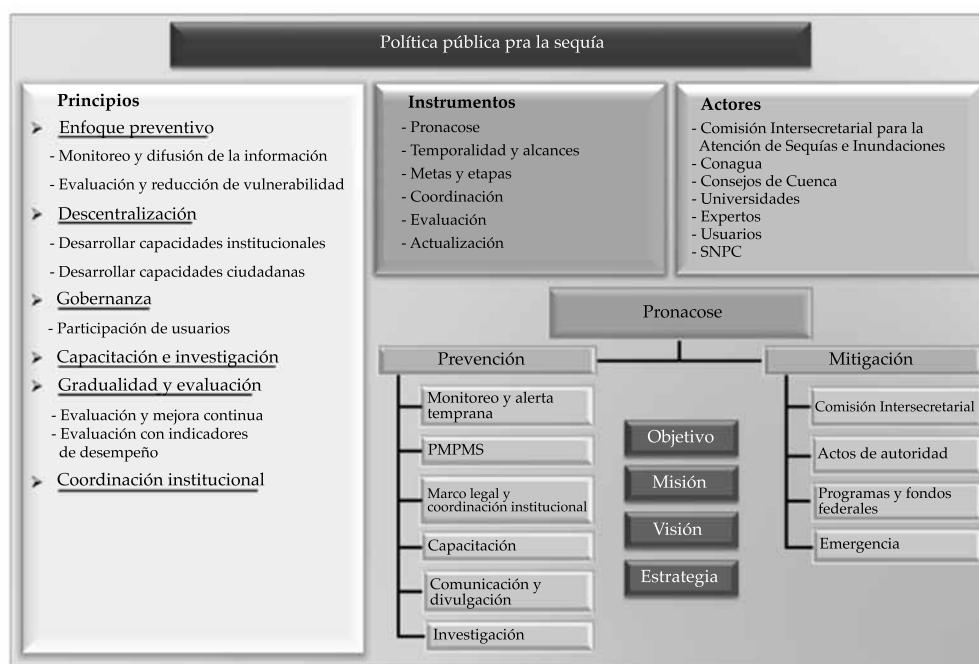 Política pública pra la sequía
Principios
Enfoque preventivo
- Monitoreo y difusión de la información
- Evaluación y reducción de vulnerabilidad
Descentralización
- Desarrollar capacidades institucionales
- Desarrollar capacidades ciudadanas
Gobernanza
- Participación de usuarios
Capacitación e investigación
Gradualidad y evaluación
- Evaluación y mejora continua
- Evaluación con indicadores
de desempeño
Coordinación institucional
Instrumentos
- Pronacose
- Temporalidad y alcances
- Metas y etapas
- Coordinación
- Evaluación
- Actualización
Actores
- Comisión Intersecretarial para la
Atención de Sequías e Inundaciones
- Conagua
- Consejos de Cuenca
- Universidades
- Expertos
- Usuarios
- SNPC
Pronacose
Prevención
Monitoreo y alerta
temprana
PMPMS
Marco legal y
coordinación institucional
Capacitación
Comunicación y
divulgación
Investigación
Objetivo
Misión
Visión
Estrategia
Mitigación
Comisión Intersecretarial
Actos de autoridad
Programas y fondos
federales
Emergencia